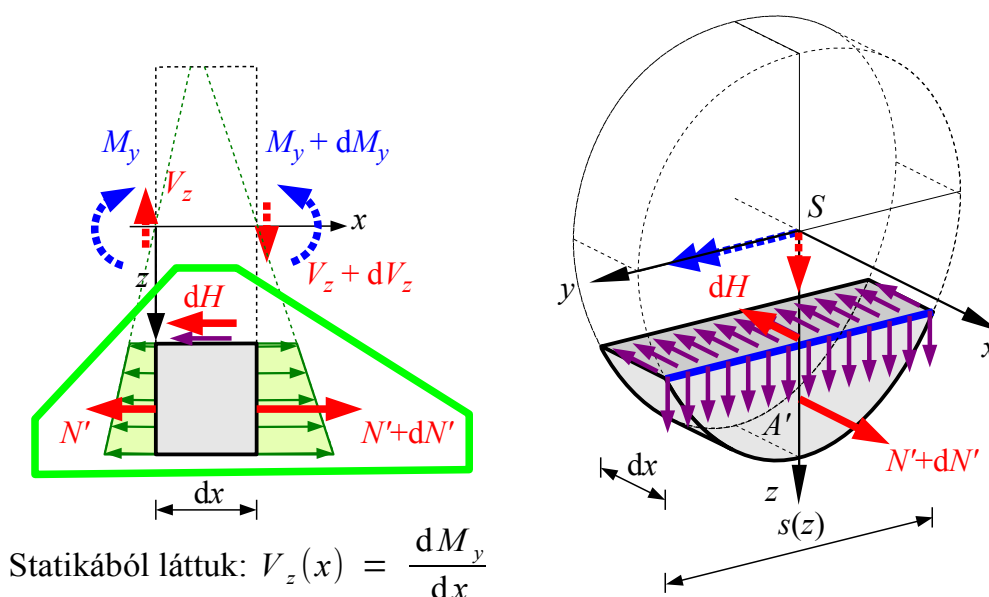 M_y
M_y + dM_y
V_z
x
z
V_z + dV_z
dH
N'
N'+dN'
dx
Statikából láttuk: V_z(x) = dM_y / dx
S
y
dH
x
A'
N'+dN'
dx
z
s(z)